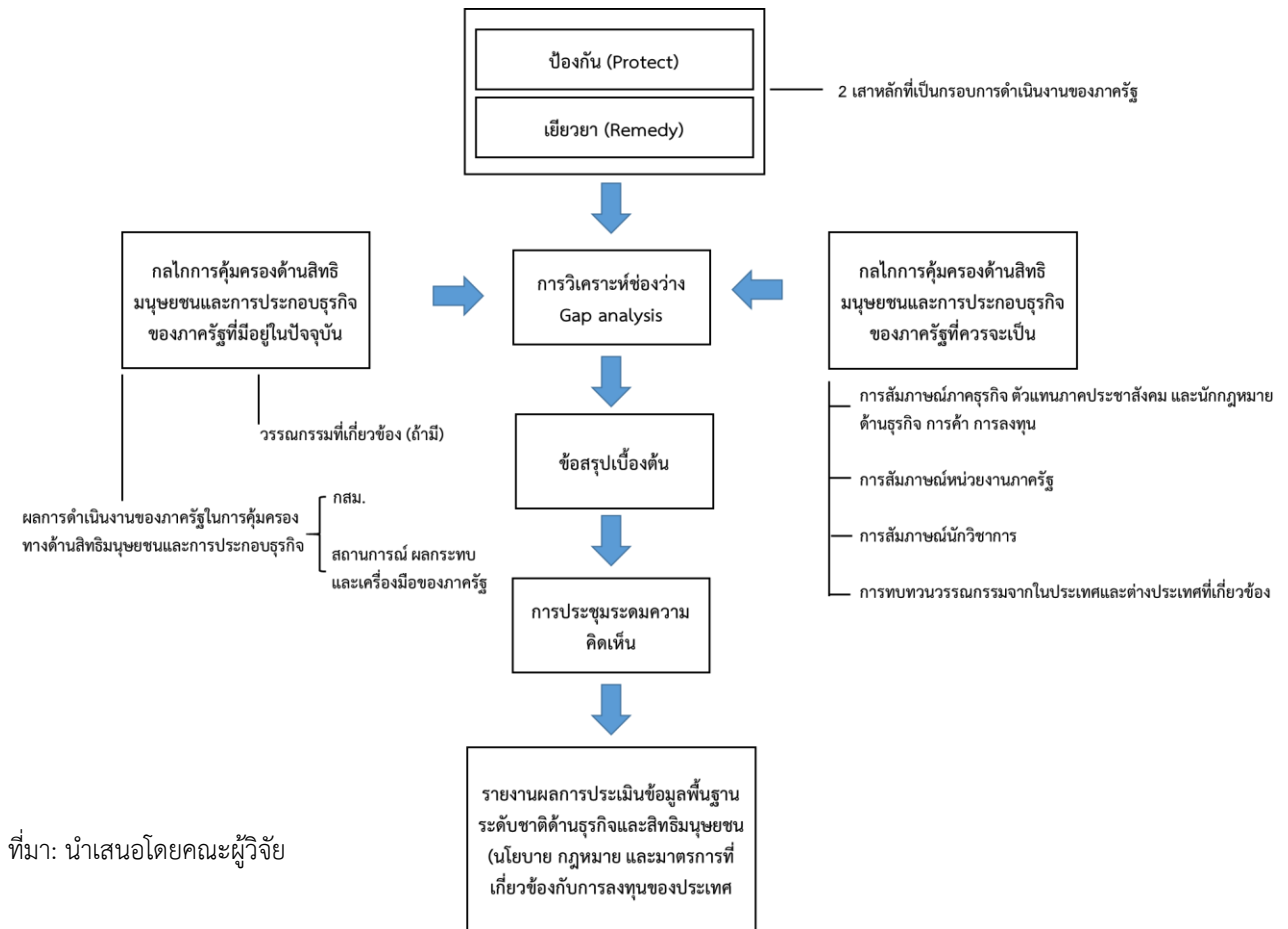 ป้องกัน (Protect)
เยียวยา (Remedy)
2 เสาหลักที่เป็นกรอบการดำเนินงานของภาครัฐ
กลไกการคุ้มครองด้านสิทธิ
มนุษยชนและการประกอบธุรกิจ
ของภาครัฐที่มีอยู่ในปัจจุบัน
การวิเคราะห์ช่องว่าง
Gap analysis
กลไกการคุ้มครองด้านสิทธิ
มนุษยชนและการประกอบธุรกิจ
ของภาครัฐที่ควรจะเป็น
วรรณกรรมที่เกี่ยวข้อง (ถ้ามี)
ผลการดำเนินงานของภาครัฐในการคุ้มครอง
ทางด้านสิทธิมนุษยชนและการประกอบธุรกิจ
กสม.
สถานการณ์ ผลกระทบ
และเครื่องมือของภาครัฐ
ข้อสรุปเบื้องต้น
การสัมภาษณ์ภาคธุรกิจ ตัวแทนภาคประชาสังคม และนักกฎหมาย
ด้านธุรกิจ การค้า การลงทุน
การสัมภาษณ์หน่วยงานภาครัฐ
การสัมภาษณ์นักวิชาการ
การทบทวนวรรณกรรมจากในประเทศและต่างประเทศที่เกี่ยวข้อง
การประชุมระดมความ
คิดเห็น
รายงานผลการประเมินข้อมูลพื้นฐาน
ระดับชาติด้านธุรกิจและสิทธิมนุษยชน
(นโยบาย กฎหมาย และมาตรการที่
เกี่ยวข้องกับการลงทุนของประเทศ
ที่มา: นำเสนอโดยคณะผู้วิจัย